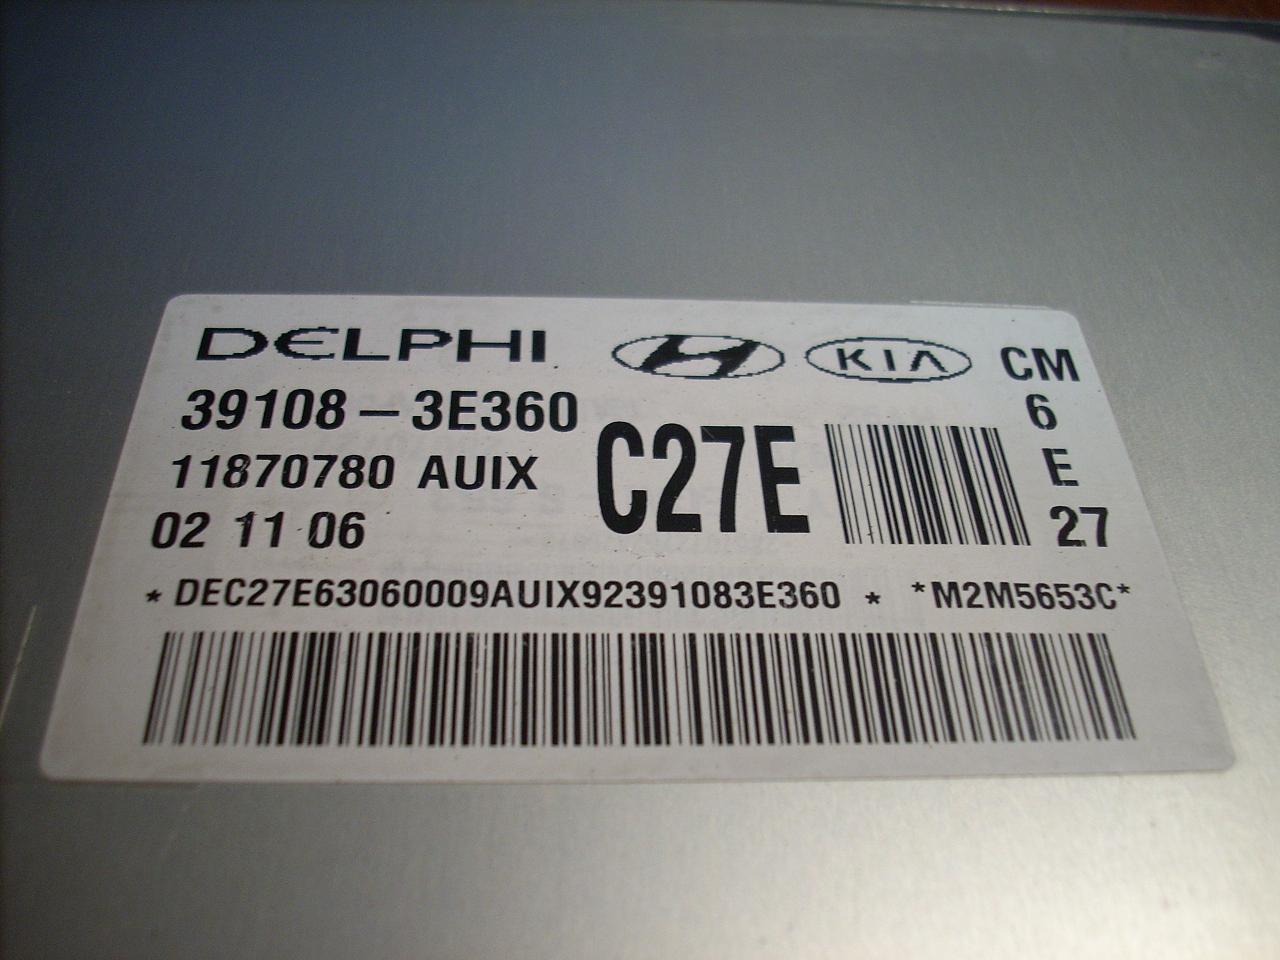 DELPHI H KIA CM
39108-3E360 6
11870780 AUIX C27E E
02 11 06 27
*DEC27E63060009AUIX92391083E360* *M2M5653C*